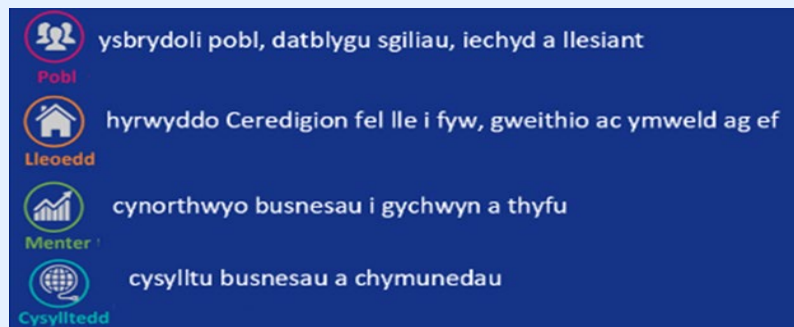 ysbrydoli pobl, datblygu sgiliau, iechyd a llesiant
Pobl
hyrwyddo Ceredigion fel lle i fyw, gweithio ac ymweld ag ef
Lleoedd
cynorthwyo busnesau i gychwyn a thyfu
Menter
cysylltu busnesau a chymunedau
Cysylltedd